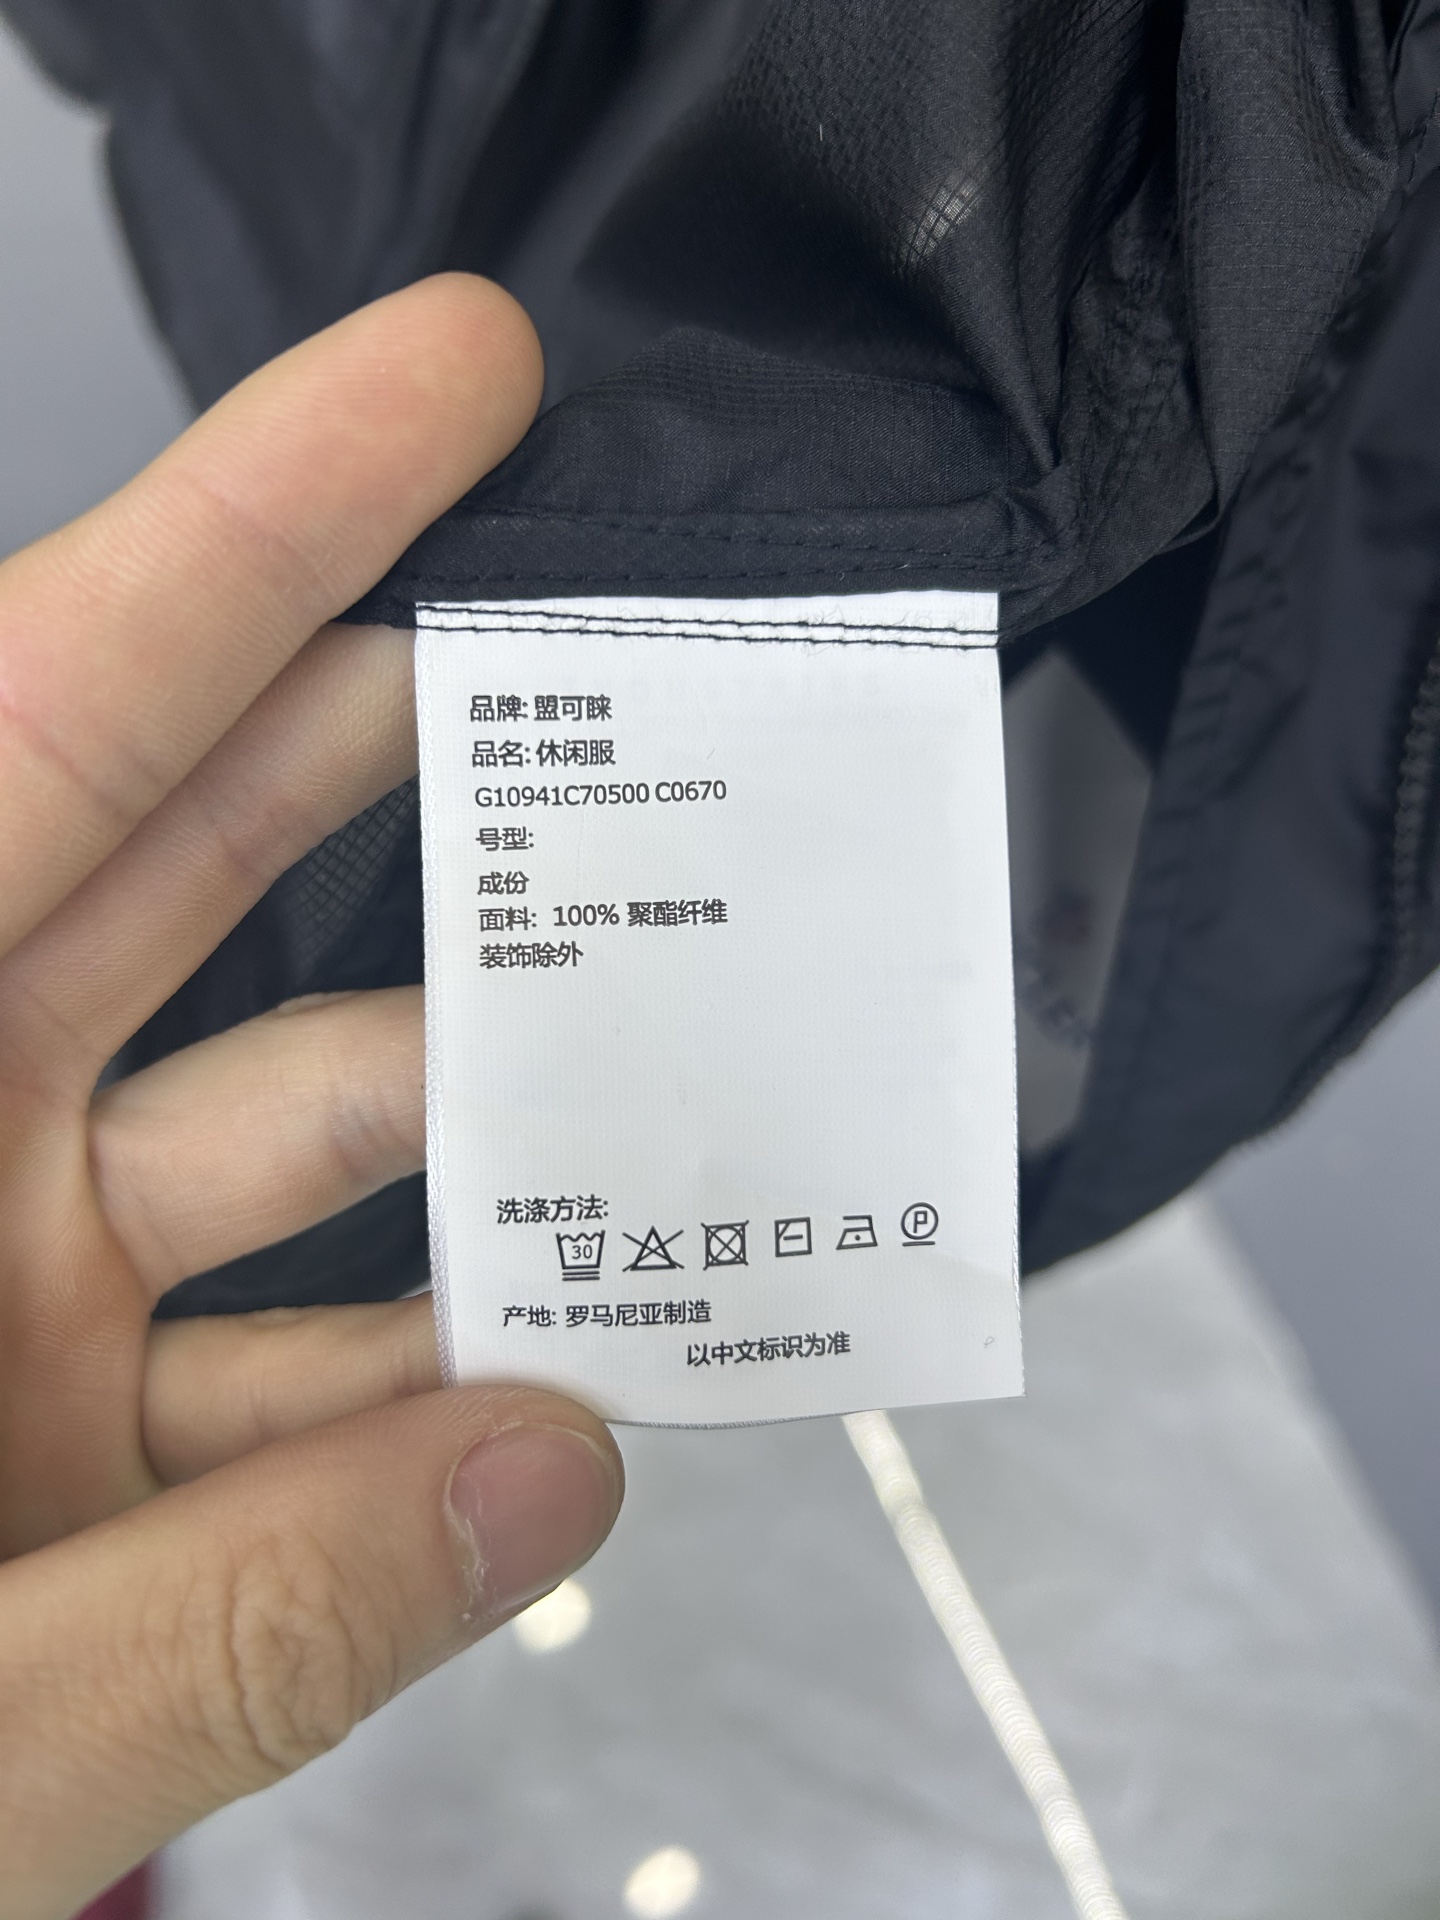 品牌: 盟可睐
品名: 休闲服
G10941C70500 C0670
号型:
成份
面料: 100% 聚酯纤维
装饰除外
洗涤方法:
30
P
产地: 罗马尼亚制造
以中文标识为准